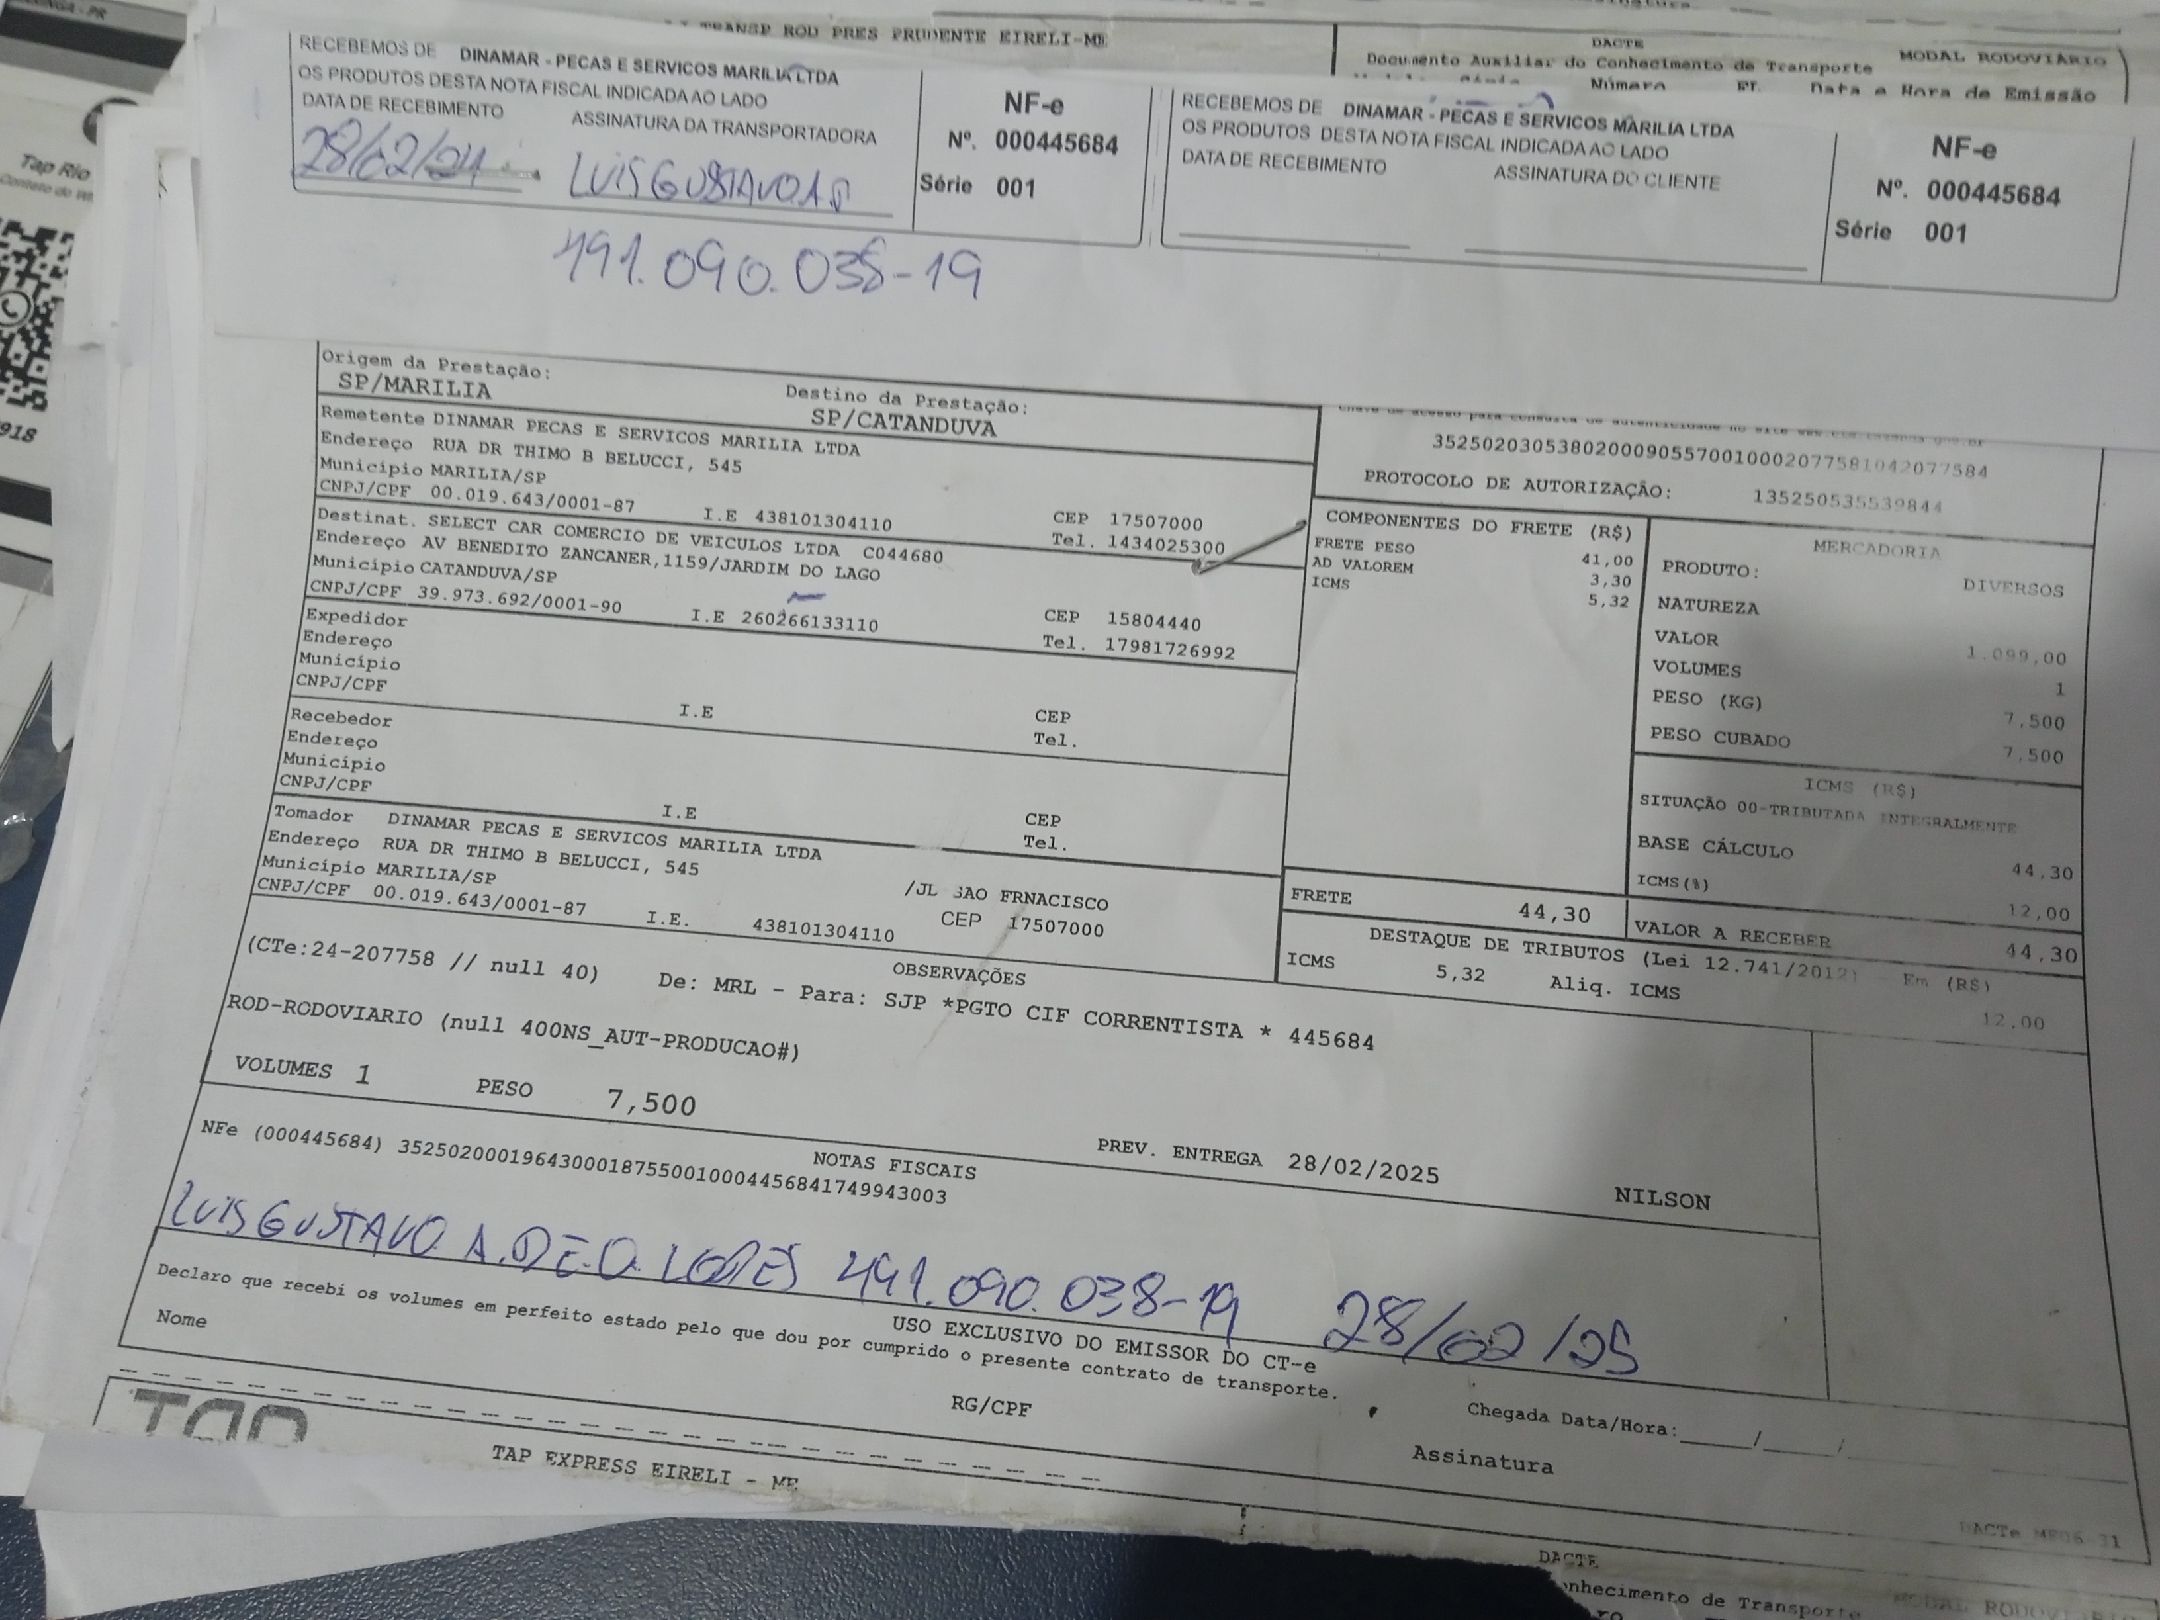 TRANSP ROD PRES PRUDENTE EIRELI-ME
DACTE
Documento Auxiliar do Conhecimento de Transporte
MODAL RODOVIÁRIO
Número
Data e Hora de Emissão
RECEBEMOS DE DINAMAR - PECAS E SERVICOS MARILIA LTDA
OS PRODUTOS DESTA NOTA FISCAL INDICADA AO LADO
DATA DE RECEBIMENTO ASSINATURA DA TRANSPORTADORA
28/02/24 LUIS GUSTAVO A
NF-e
Nº. 000445684
Série 001
RECEBEMOS DE DINAMAR - PECAS E SERVICOS MARILIA LTDA
OS PRODUTOS DESTA NOTA FISCAL INDICADA AO LADO
DATA DE RECEBIMENTO ASSINATURA DO CLIENTE
NF-e
Nº. 000445684
Série 001
491.090.038-19
Tap Rio
918
Origem da Prestação: Destino da Prestação:
SP/MARILIA SP/CATANDUVA
Remetente DINAMAR PECAS E SERVICOS MARILIA LTDA
Endereço RUA DR THIMO B BELUCCI, 545
Município MARILIA/SP CEP 17507000
CNPJ/CPF 00.019.643/0001-87 I.E 438101304110 Tel. 1434025300
Destinat. SELECT CAR COMERCIO DE VEICULOS LTDA C044680
Endereço AV BENEDITO ZANCANER,1159/JARDIM DO LAGO
Município CATANDUVA/SP CEP 15804440
CNPJ/CPF 39.973.692/0001-90 I.E 260266133110 Tel. 17981726992
Expedidor
Endereço
Município CEP
CNPJ/CPF I.E Tel.
Recebedor
Endereço
Município CEP
CNPJ/CPF I.E Tel.
Tomador DINAMAR PECAS E SERVICOS MARILIA LTDA
Endereço RUA DR THIMO B BELUCCI, 545 /JL SAO FRNACISCO
Município MARILIA/SP CEP 17507000
CNPJ/CPF 00.019.643/0001-87 I.E. 438101304110
35250203053802000905570010002077581042077584
PROTOCOLO DE AUTORIZAÇÃO: 135250535539844
COMPONENTES DO FRETE (R$)
FRETE PESO 41,00
AD VALOREM 3,30
ICMS 5,32
MERCADORIA
PRODUTO: DIVERSOS
NATUREZA
VALOR 1.099,00
VOLUMES 1
PESO (KG) 7,500
PESO CUBADO 7,500
ICMS (R$)
SITUAÇÃO 00-TRIBUTADA INTEGRALMENTE
BASE CÁLCULO 44,30
ICMS(%) 12,00
FRETE 44,30 VALOR A RECEBER 44,30
DESTAQUE DE TRIBUTOS (Lei 12.741/2012) Em (R$)
ICMS 5,32 Aliq. ICMS 12,00
OBSERVAÇÕES
(CTe:24-207758 // null 40) De: MRL - Para: SJP *PGTO CIF CORRENTISTA * 445684
ROD-RODOVIARIO (null 400NS_AUT-PRODUCAO#)
VOLUMES 1 PESO 7,500 PREV. ENTREGA 28/02/2025 NILSON
NOTAS FISCAIS
NFe (000445684) 35250200019643000187550010004456841749943003
LUIS GUSTAVO A. DE O. LOPES 491.090.038-19 28/02/25
USO EXCLUSIVO DO EMISSOR DO CT-e
Declaro que recebi os volumes em perfeito estado pelo que dou por cumprido o presente contrato de transporte.
Nome RG/CPF Assinatura
Chegada Data/Hora:_____/_____/
TAP
TAP EXPRESS EIRELI - ME
DACTE
nhecimento de Transporte